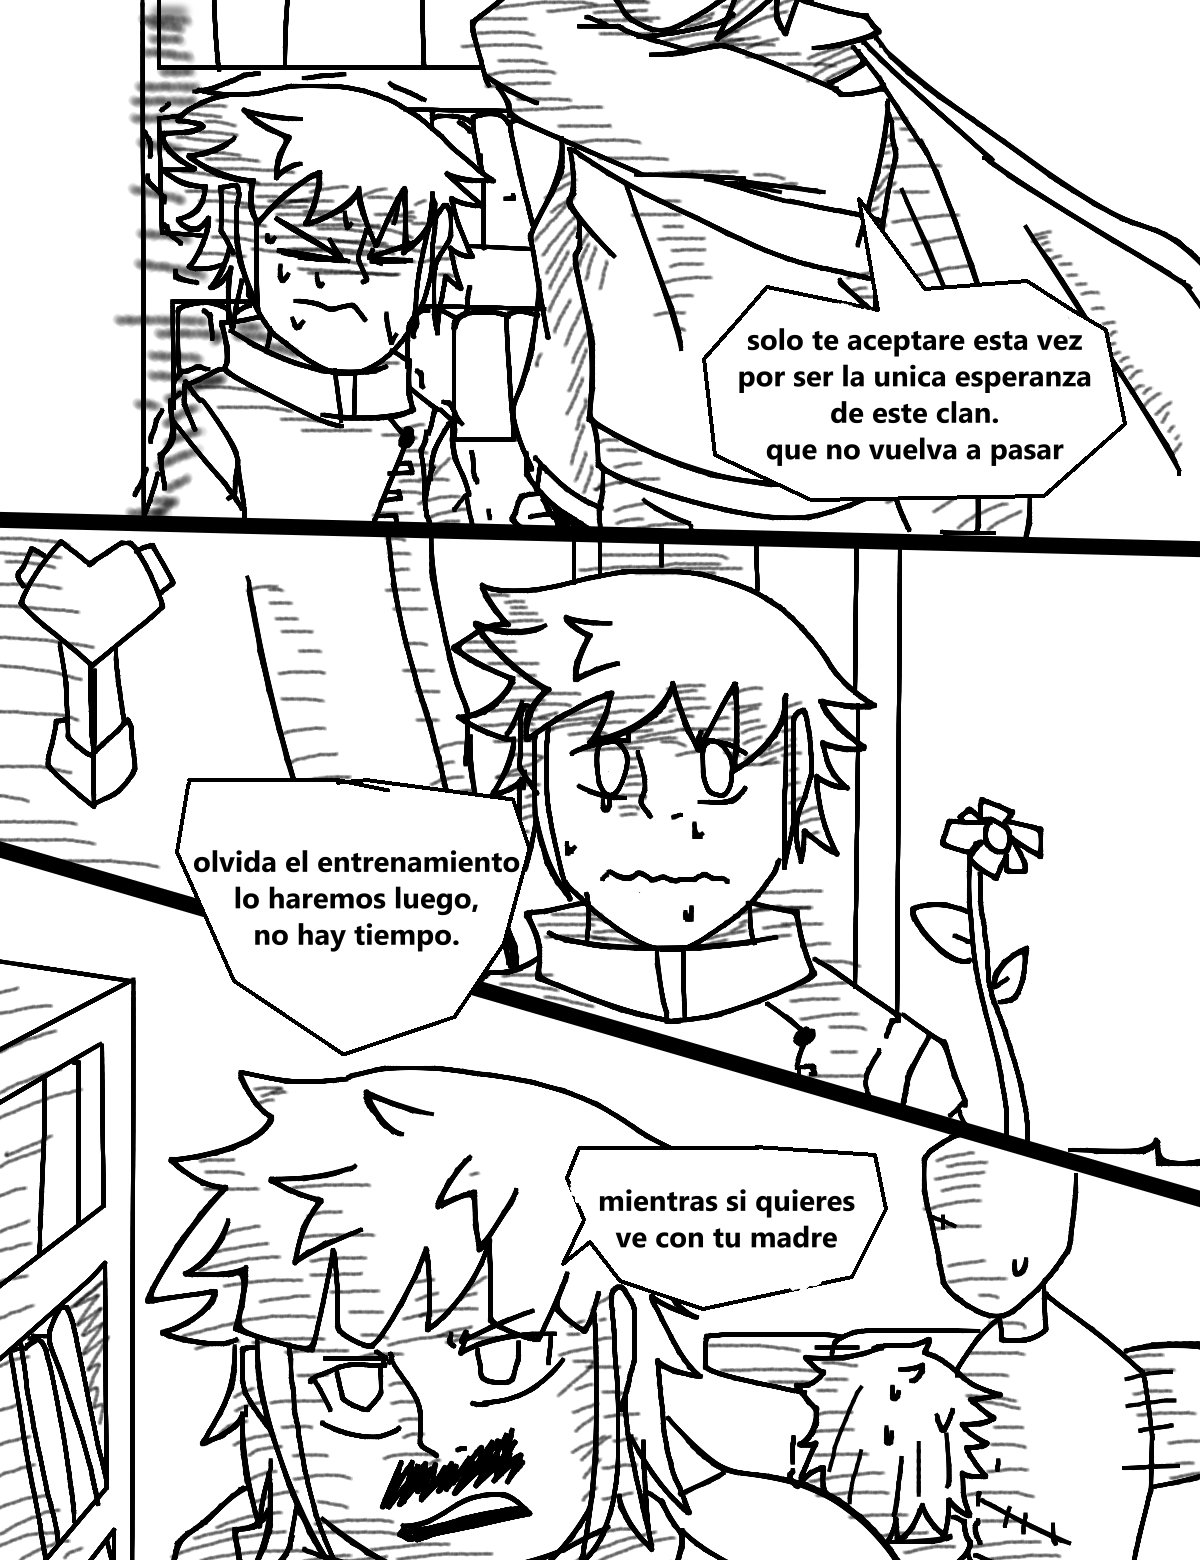 solo te aceptare esta vez
por ser la unica esperanza
de este clan.
que no vuelva a pasar
olvida el entrenamiento
lo haremos luego,
no hay tiempo.
mientras si quieres
ve con tu madre